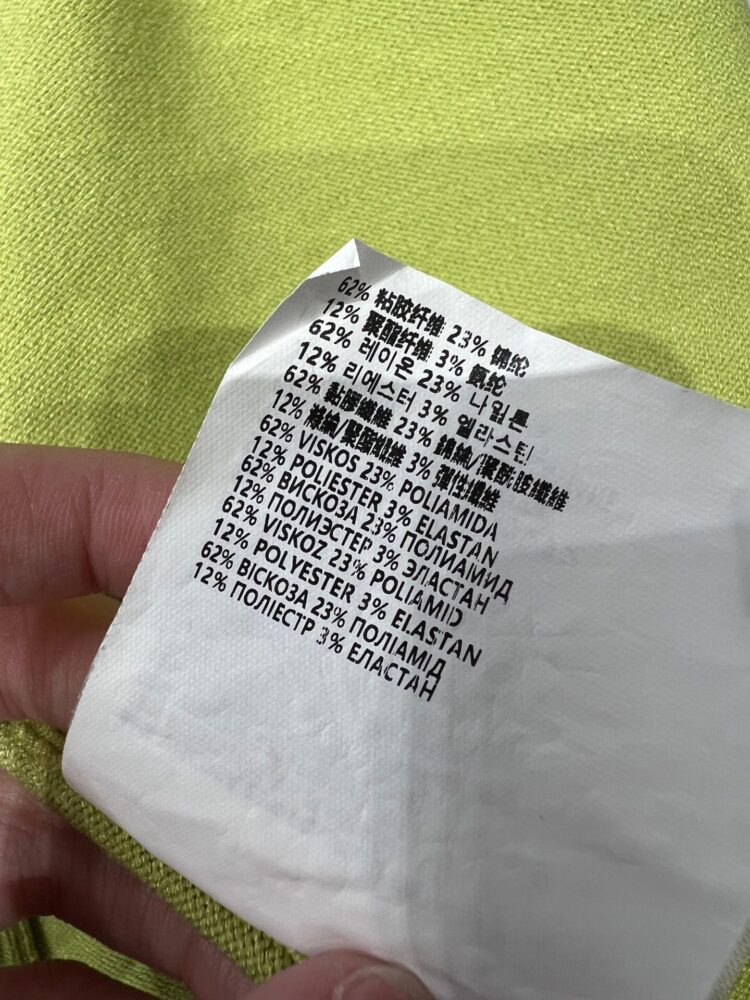 62% 粘胶纤维 23% 锦纶
12% 聚酯纤维 3% 氨纶
62% 레이온 23% 나일론
12% 리에스터 3% 엘라스틴
62% 黏膠纖維 23% 錦綸/聚酰胺纖維
12% 滌綸/聚酯纖維 3% 彈性纖維
62% VISKOS 23% POLIAMIDA
12% POLIESTER 3% ELASTAN
62% ВИСКОЗА 23% ПОЛИАМИД
12% ПОЛИЭСТЕР 3% ЭЛАСТАН
62% VISKOZ 23% POLIAMID
12% POLYESTER 3% ELASTAN
62% ВІСКОЗА 23% ПОЛІАМІД
12% ПОЛІЕСТР 3% ЕЛАСТАН